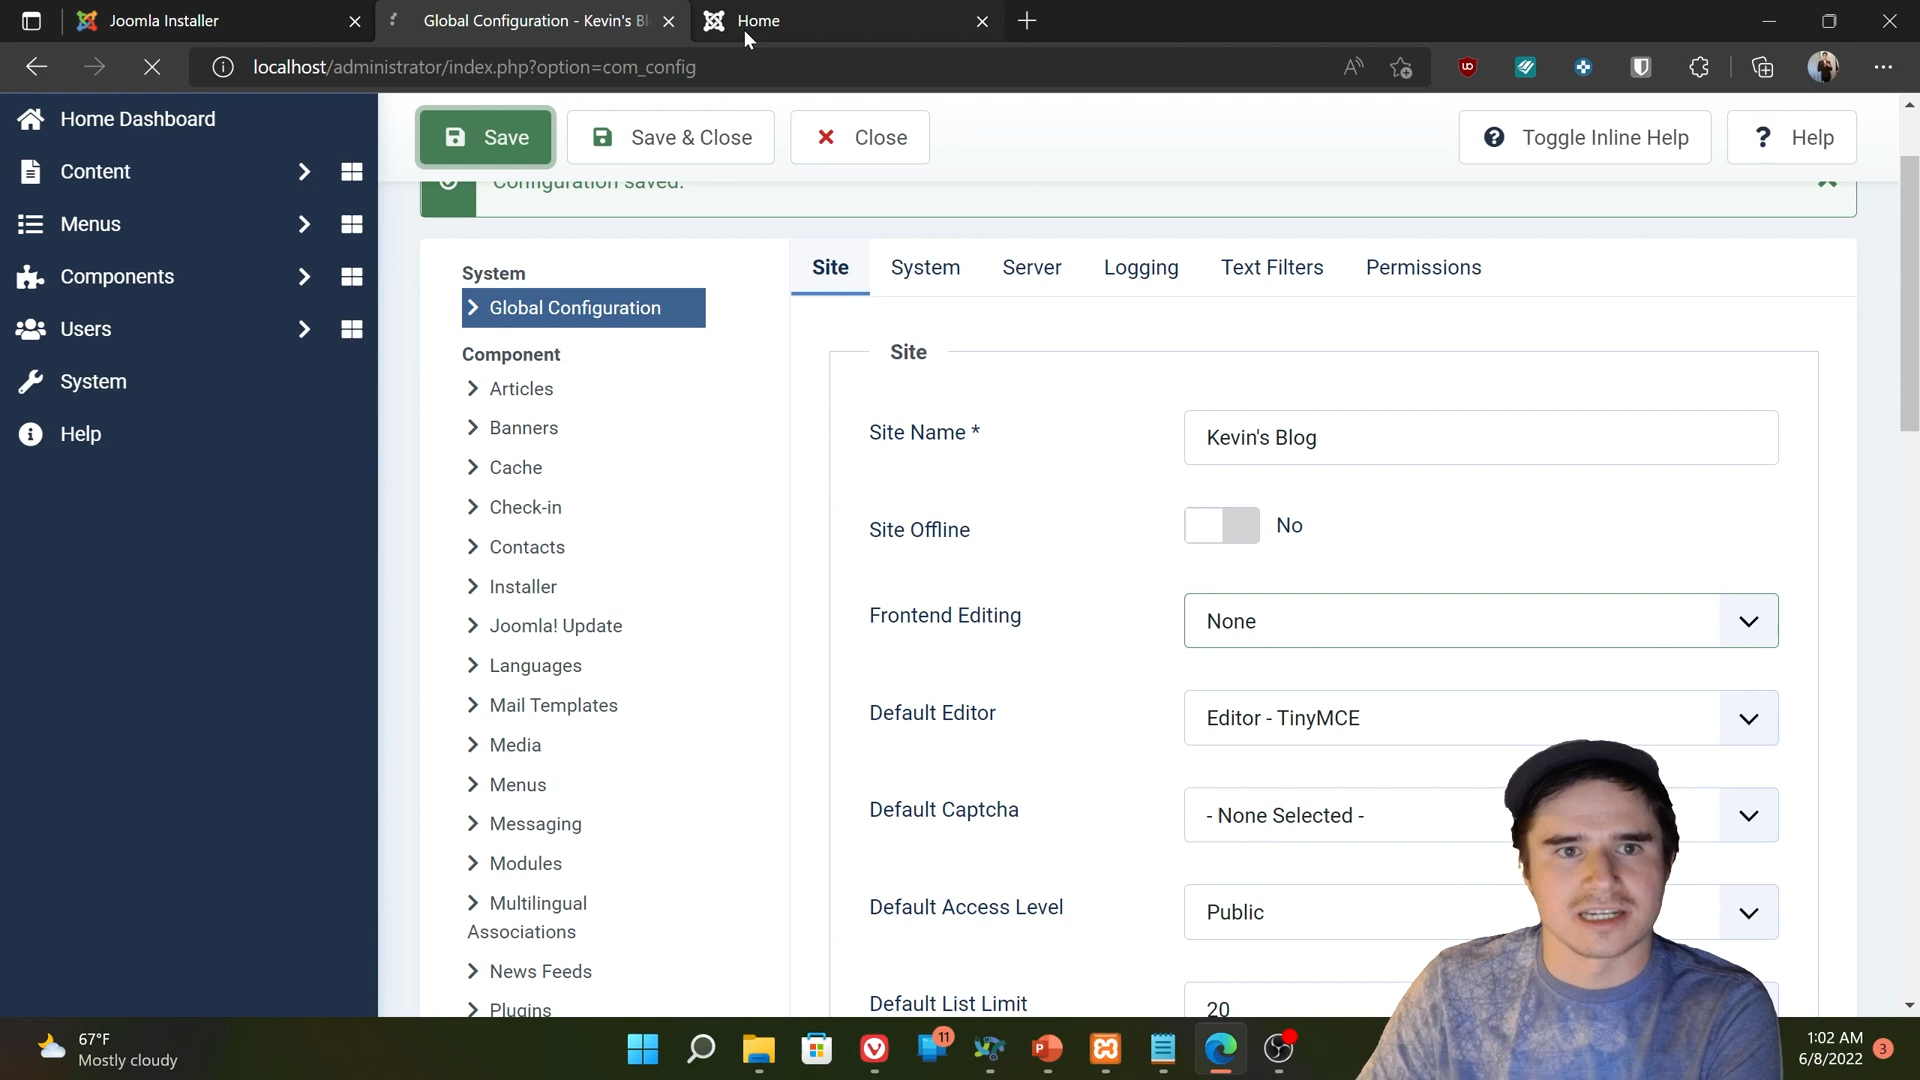 Joomla Installer
Global Configuration - Kevin's Bl
Home
localhost/administrator/index.php?option=com_config
Home Dashboard
Content
Menus
Components
Users
System
Help
Save
Save & Close
Close
Toggle Inline Help
Help
Configuration saved.
System
Global Configuration
Component
Articles
Banners
Cache
Check-in
Contacts
Installer
Joomla! Update
Languages
Mail Templates
Media
Menus
Messaging
Modules
Multilingual
Associations
News Feeds
Plugins
Site
System
Server
Logging
Text Filters
Permissions
Site
Site Name *
Kevin's Blog
Site Offline
No
Frontend Editing
None
Default Editor
Editor - TinyMCE
Default Captcha
- None Selected -
Default Access Level
Public
Default List Limit
20
67°F
Mostly cloudy
11
1:02 AM
6/8/2022
3